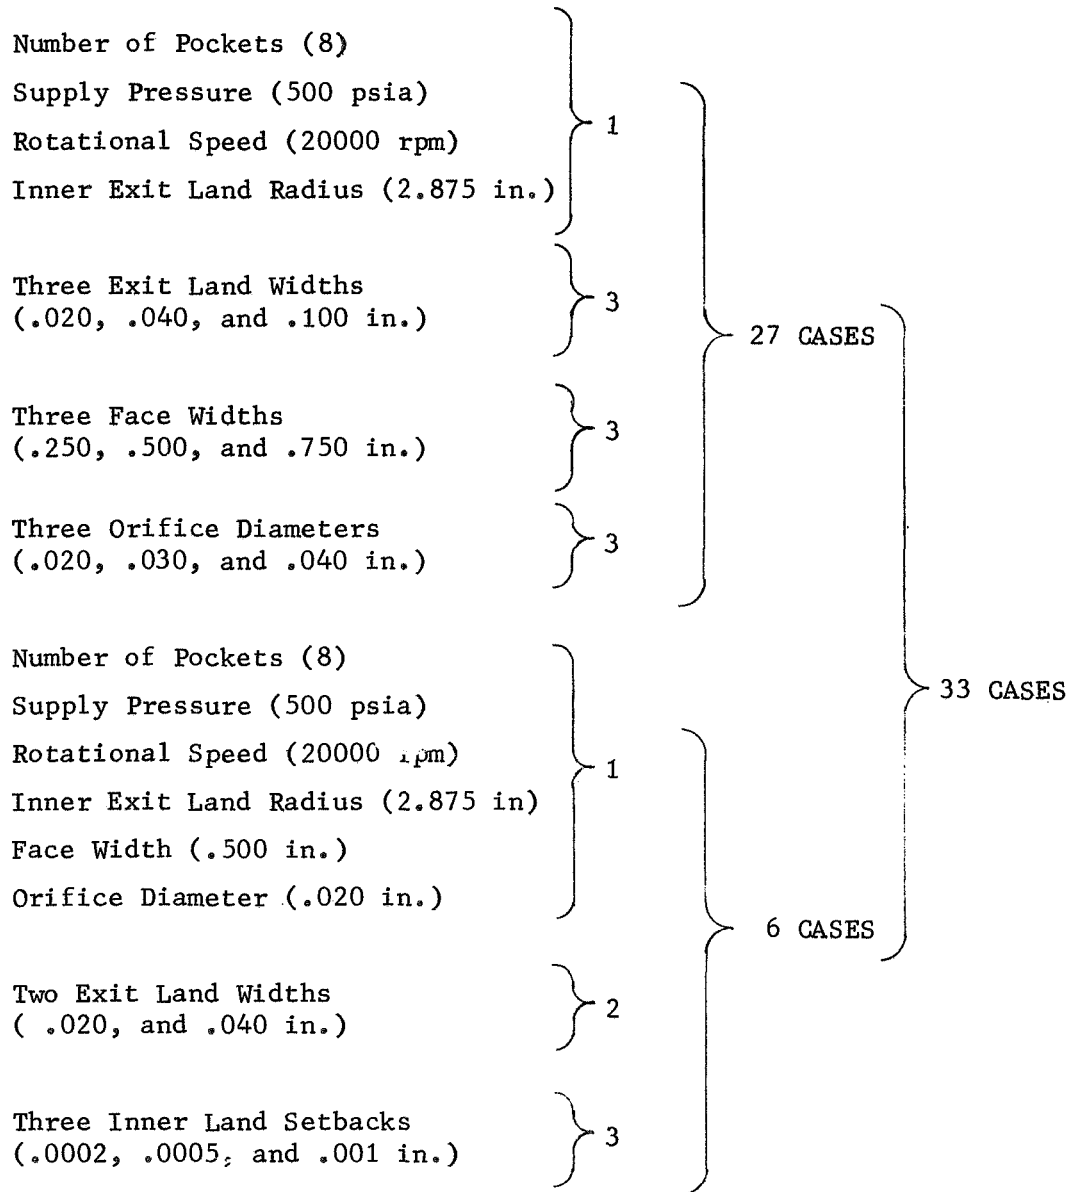 Number of Pockets (8)
Supply Pressure (500 psia)
Rotational Speed (20000 rpm)
Inner Exit Land Radius (2.875 in.)
1
Three Exit Land Widths
(.020, .040, and .100 in.)
3
27 CASES
Three Face Widths
(.250, .500, and .750 in.)
3
Three Orifice Diameters
(.020, .030, and .040 in.)
3
33 CASES
Number of Pockets (8)
Supply Pressure (500 psia)
Rotational Speed (20000 rpm)
Inner Exit Land Radius (2.875 in)
Face Width (.500 in.)
Orifice Diameter (.020 in.)
1
6 CASES
Two Exit Land Widths
( .020, and .040 in.)
2
Three Inner Land Setbacks
(.0002, .0005, and .001 in.)
3